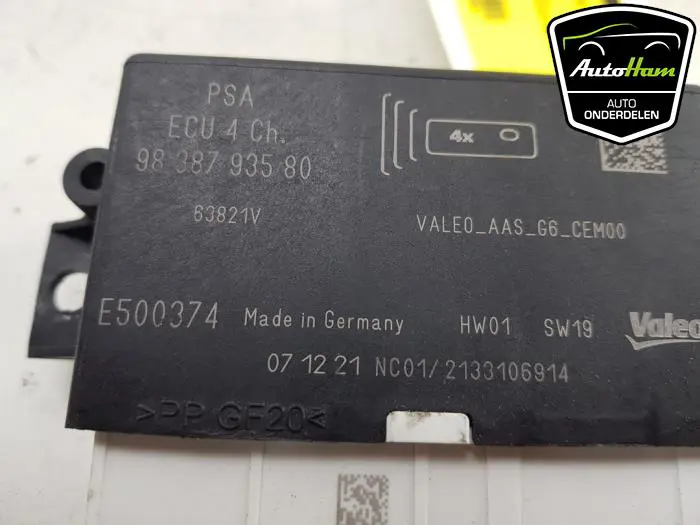 PSA
ECU 4 Ch.
98 387 935 80
63821V
4x
VALEO_AAS_G6_CEM00
E500374 Made in Germany HW01 SW19 Valeo
07 12 21 NC01/2133106914
>PP GF20<
AutoHam
AUTO
ONDERDELEN